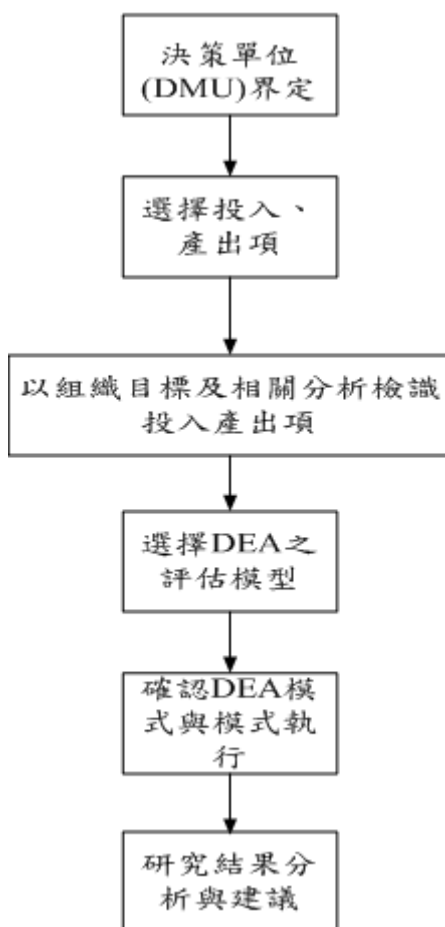 決策單位
(DMU)界定
選擇投入、
產出項
以組織目標及相關分析檢識
投入產出項
選擇DEA之
評估模型
確認DEA模
式與模式執
行
研究結果分
析與建議